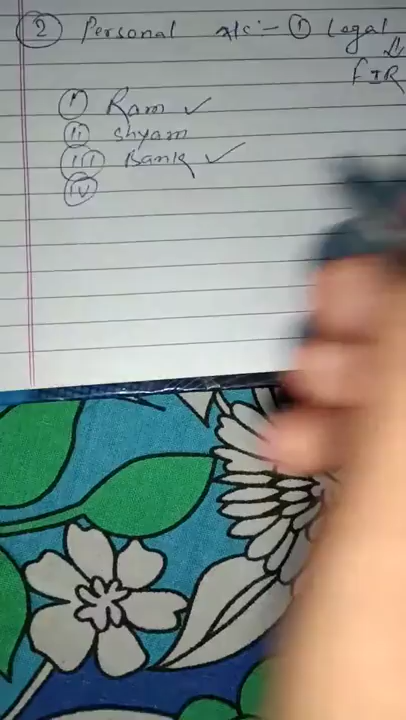 ② Personal a/c:- ① Legal
⇓
FIR
ⓘ Ram ✓
ⓘⓘ Shyam
ⓘⓘⓘ Bank ✓
ⓘⓥ